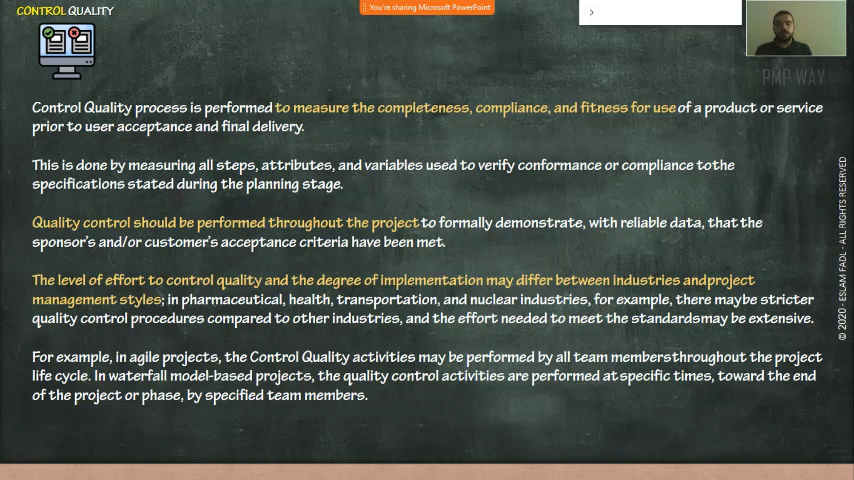 CONTROL QUALITY
You're sharing Microsoft PowerPoint
PMP WAY
Control Quality process is performed to measure the completeness, compliance, and fitness for use of a product or service
prior to user acceptance and final delivery.
This is done by measuring all steps, attributes, and variables used to verify conformance or compliance tothe
specifications stated during the planning stage.
Quality control should be performed throughout the project to formally demonstrate, with reliable data, that the
sponsor's and/or customer's acceptance criteria have been met.
The level of effort to control quality and the degree of implementation may differ between industries andproject
management styles; in pharmaceutical, health, transportation, and nuclear industries, for example, there maybe stricter
quality control procedures compared to other industries, and the effort needed to meet the standardsmay be extensive.
For example, in agile projects, the Control Quality activities may be performed by all team membersthroughout the project
life cycle. In waterfall model-based projects, the quality control activities are performed atspecific times, toward the end
of the project or phase, by specified team members.
© 2020 - ESLAM FADL - ALL RIGHTS RESERVED